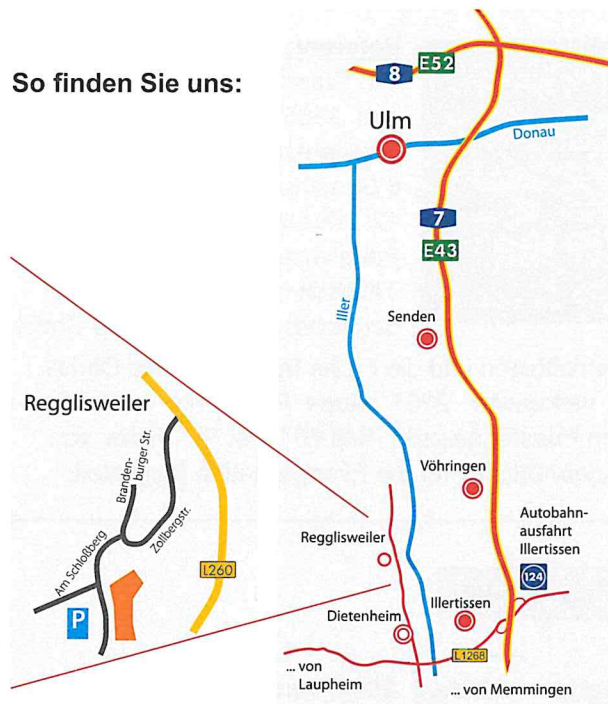 So finden Sie uns:
8
E52
Ulm
Donau
7
E43
Iller
Senden
Regglisweiler
Branden-
burger Str.
Zollbergstr.
Am Schloßberg
L260
P
Vöhringen
Autobahn-
ausfahrt
Illertissen
124
Regglisweiler
Dietenheim
Illertissen
L1268
... von
Laupheim
... von Memmingen